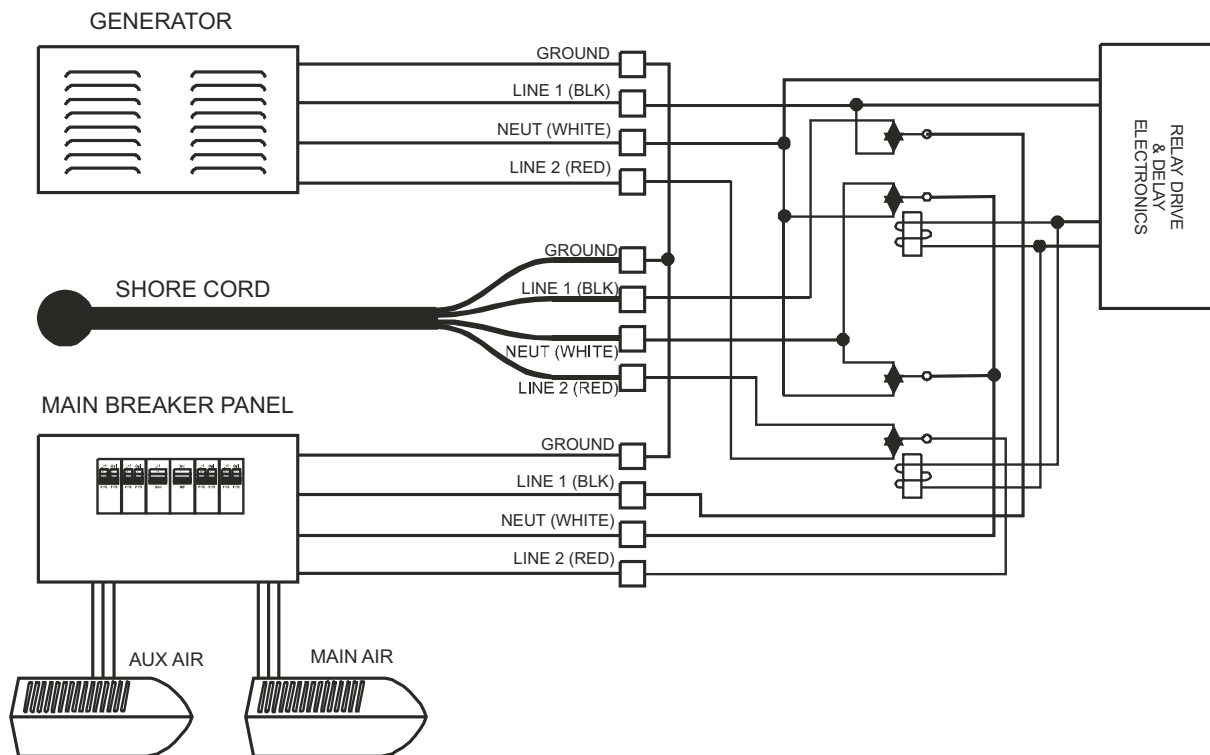 GENERATOR
GROUND
LINE 1 (BLK)
NEUT (WHITE)
LINE 2 (RED)
RELAY DRIVE
& DELAY
ELECTRONICS
SHORE CORD
GROUND
LINE 1 (BLK)
NEUT (WHITE)
LINE 2 (RED)
MAIN BREAKER PANEL
GROUND
LINE 1 (BLK)
NEUT (WHITE)
LINE 2 (RED)
AUX AIR
MAIN AIR